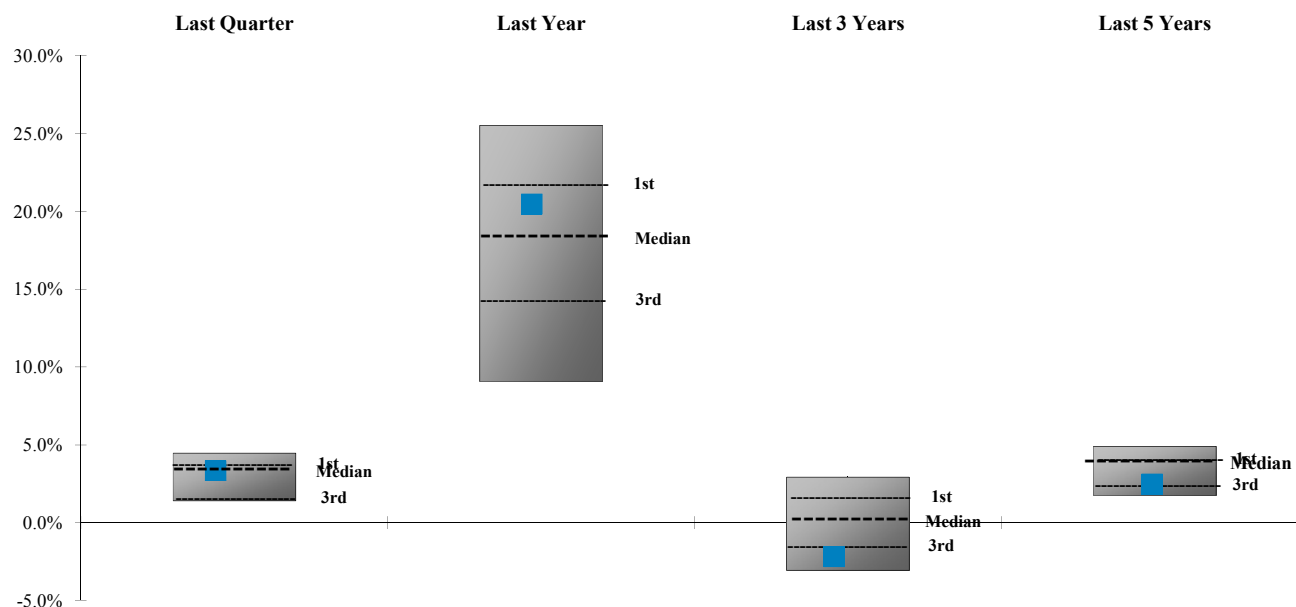 Last Quarter Last Year Last 3 Years Last 5 Years
30.0%
25.0%
20.0%
15.0%
10.0%
5.0%
0.0%
-5.0%
1st
Median
3rd
1st
Median
3rd
1st
Median
3rd
1st
Median
3rd